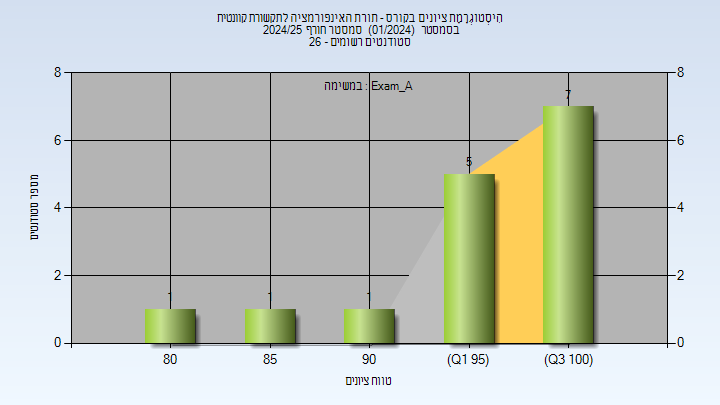 הִיסְטוֹגְרַמַת ציונים בקורס - תורת האינפורמציה לתקשורת קוונטית
בסמסטר (01/2024) סמסטר חורף 2024/25
סטודנטים רשומים - 26
במשימה : Exam_A
8 8
7
6 6
5
4 4
2 2
1 1 1
0 0
מספר סטודנטים
80 85 90 (Q1 95) (Q3 100)
טווח ציונים